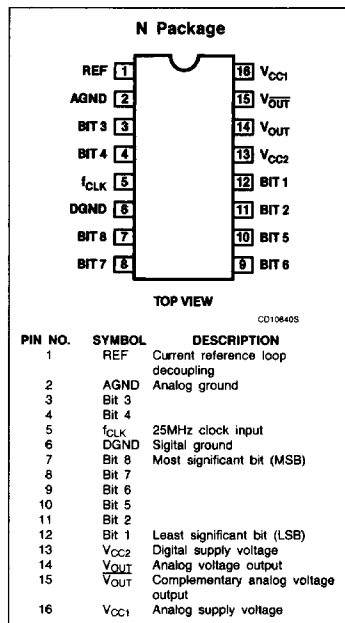 N Package
REF 1 16 VCC1
AGND 2 15 V̅O̅U̅T̅
BIT 3 3 14 VOUT
BIT 4 4 13 VCC2
fCLK 5 12 BIT 1
DGND 6 11 BIT 2
BIT 8 7 10 BIT 5
BIT 7 8 9 BIT 6
TOP VIEW
CD10640S
PIN NO. SYMBOL DESCRIPTION
1 REF Current reference loop
decoupling
2 AGND Analog ground
3 Bit 3
4 Bit 4
5 fCLK 25MHz clock input
6 DGND Sigital ground
7 Bit 8 Most significant bit (MSB)
8 Bit 7
9 Bit 6
10 Bit 5
11 Bit 2
12 Bit 1 Least significant bit (LSB)
13 VCC2 Digital supply voltage
14 VOUT Analog voltage output
15 V̅O̅U̅T̅ Complementary analog voltage
output
16 VCC1 Analog supply voltage